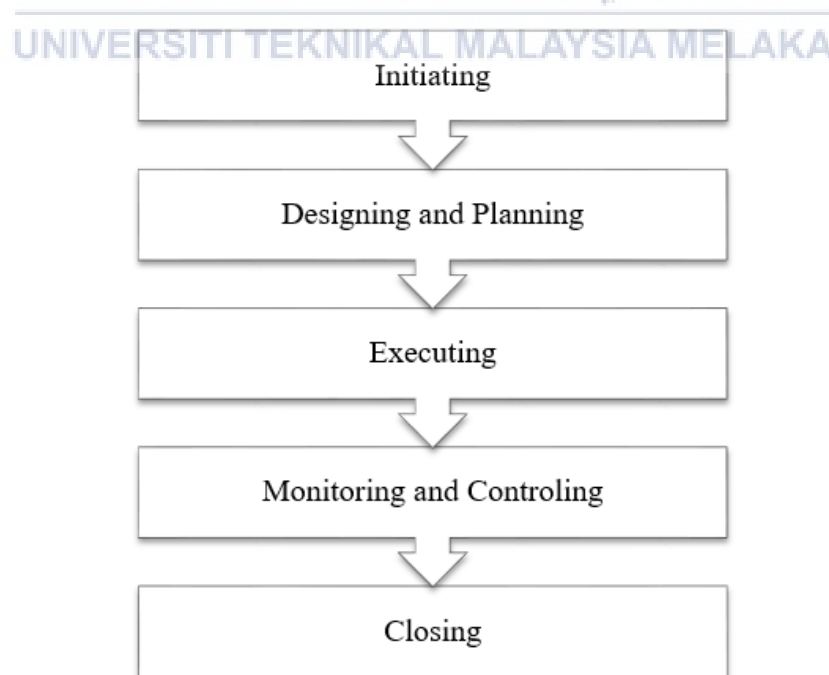 UNIVERSITI TEKNIKAL MALAYSIA MELAKA
Initiating
Designing and Planning
Executing
Monitoring and Controling
Closing